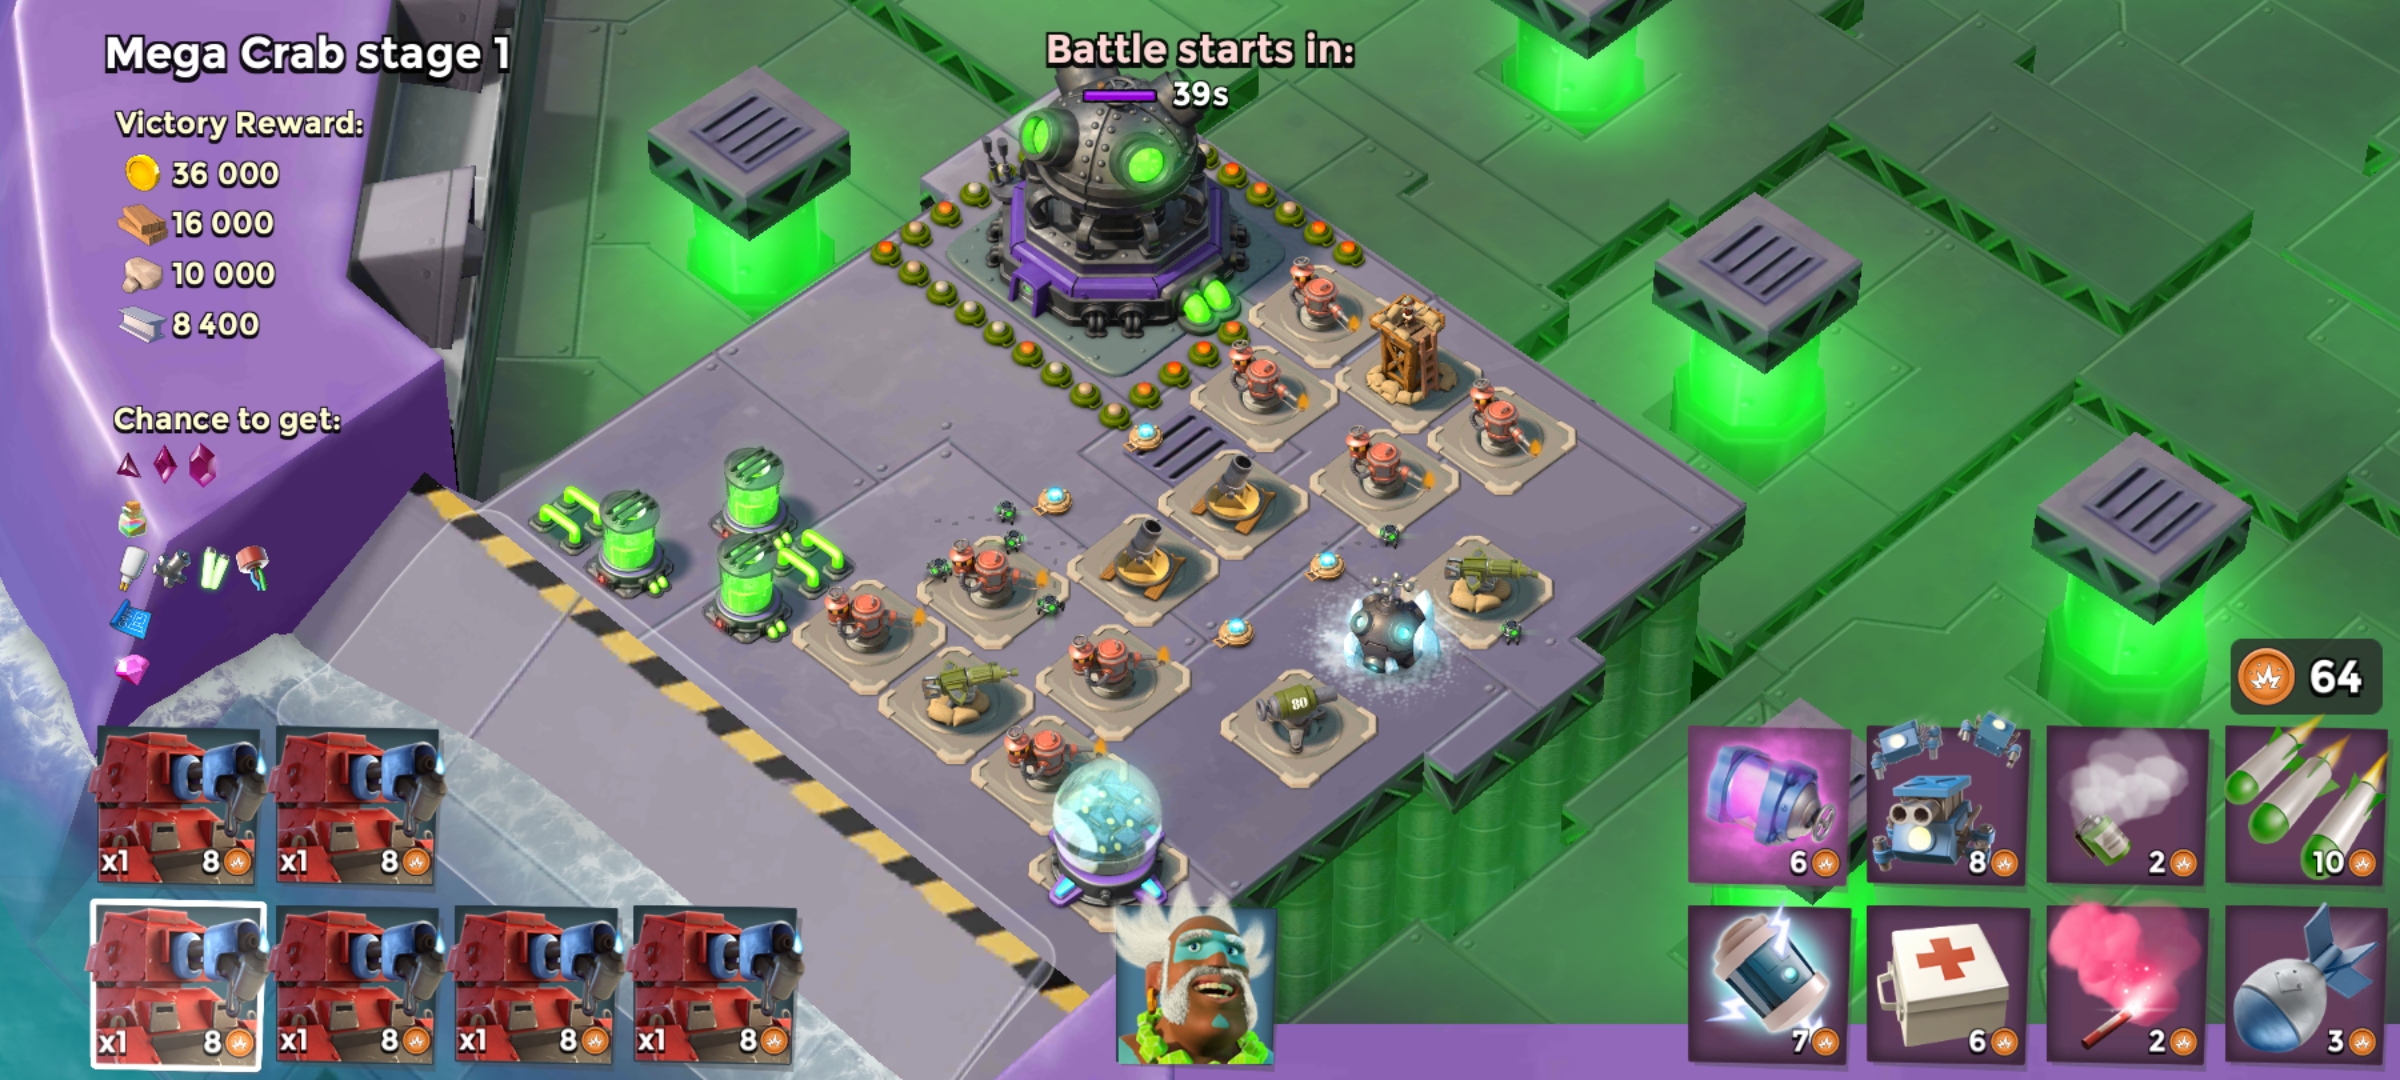 Mega Crab stage 1
Battle starts in:
39s
Victory Reward:
36 000
16 000
10 000
8 400
Chance to get:
80
64
x1 8
x1 8
6
8
2
10
x1 8
x1 8
x1 8
x1 8
7
6
2
3